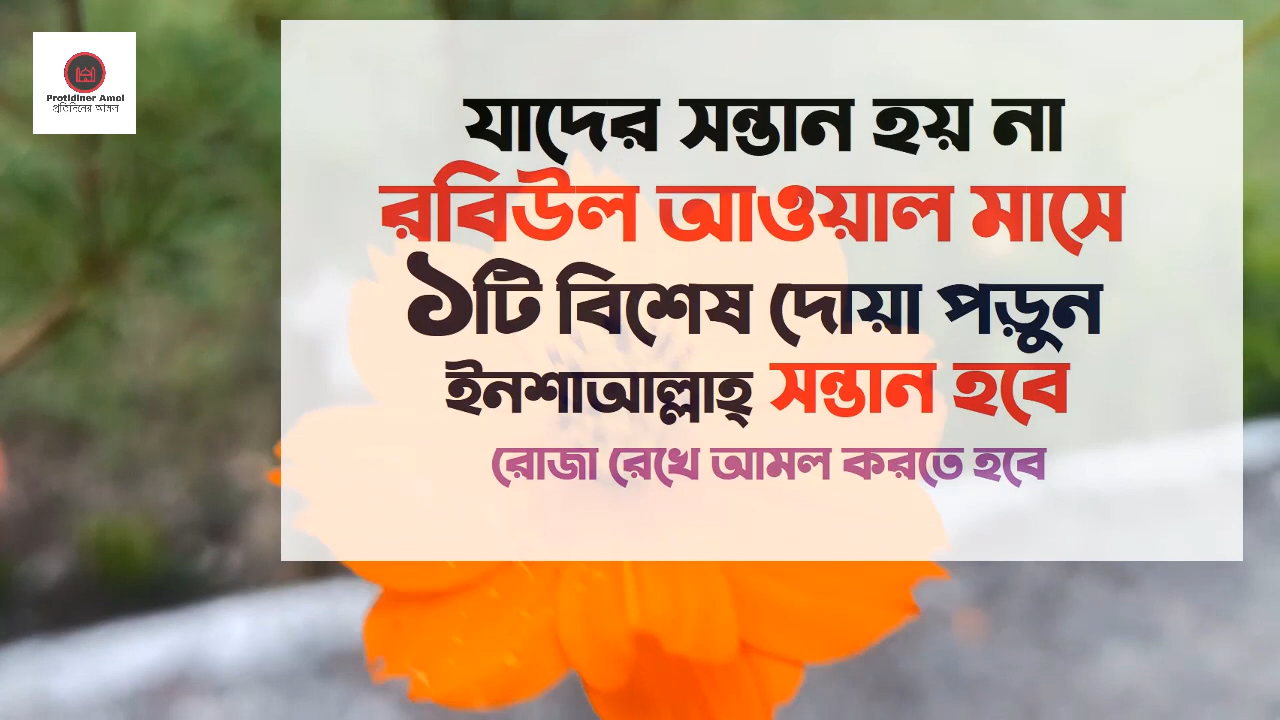 Protidiner Amol
প্রতিদিনের আমল
যাদের সন্তান হয় না
রবিউল আওয়াল মাসে
১টি বিশেষ দোয়া পড়ুন
ইনশাআল্লাহ্ সন্তান হবে
রোজা রেখে আমল করতে হবে